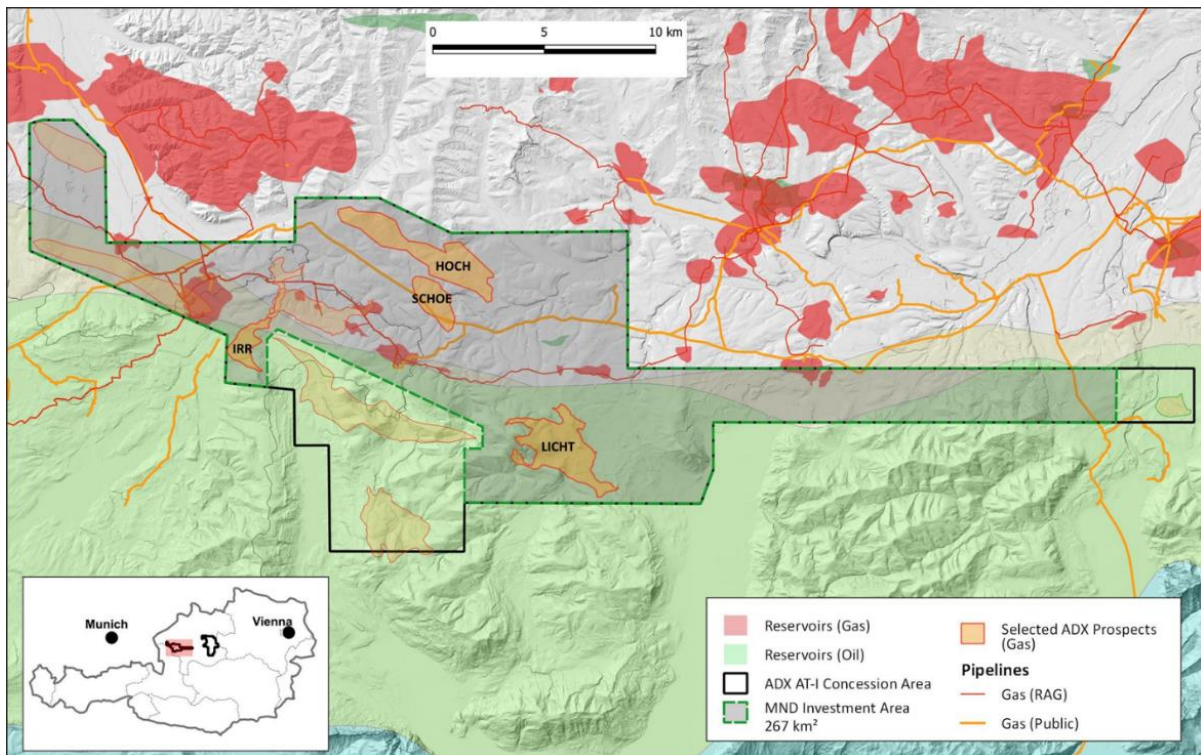 0 5 10 km
HOCH
SCHOE
IRR
LICHT
Munich
Vienna
Reservoirs (Gas)
Reservoirs (Oil)
ADX AT-I Concession Area
MND Investment Area
267 km²
Selected ADX Prospects
(Gas)
Pipelines
Gas (RAG)
Gas (Public)